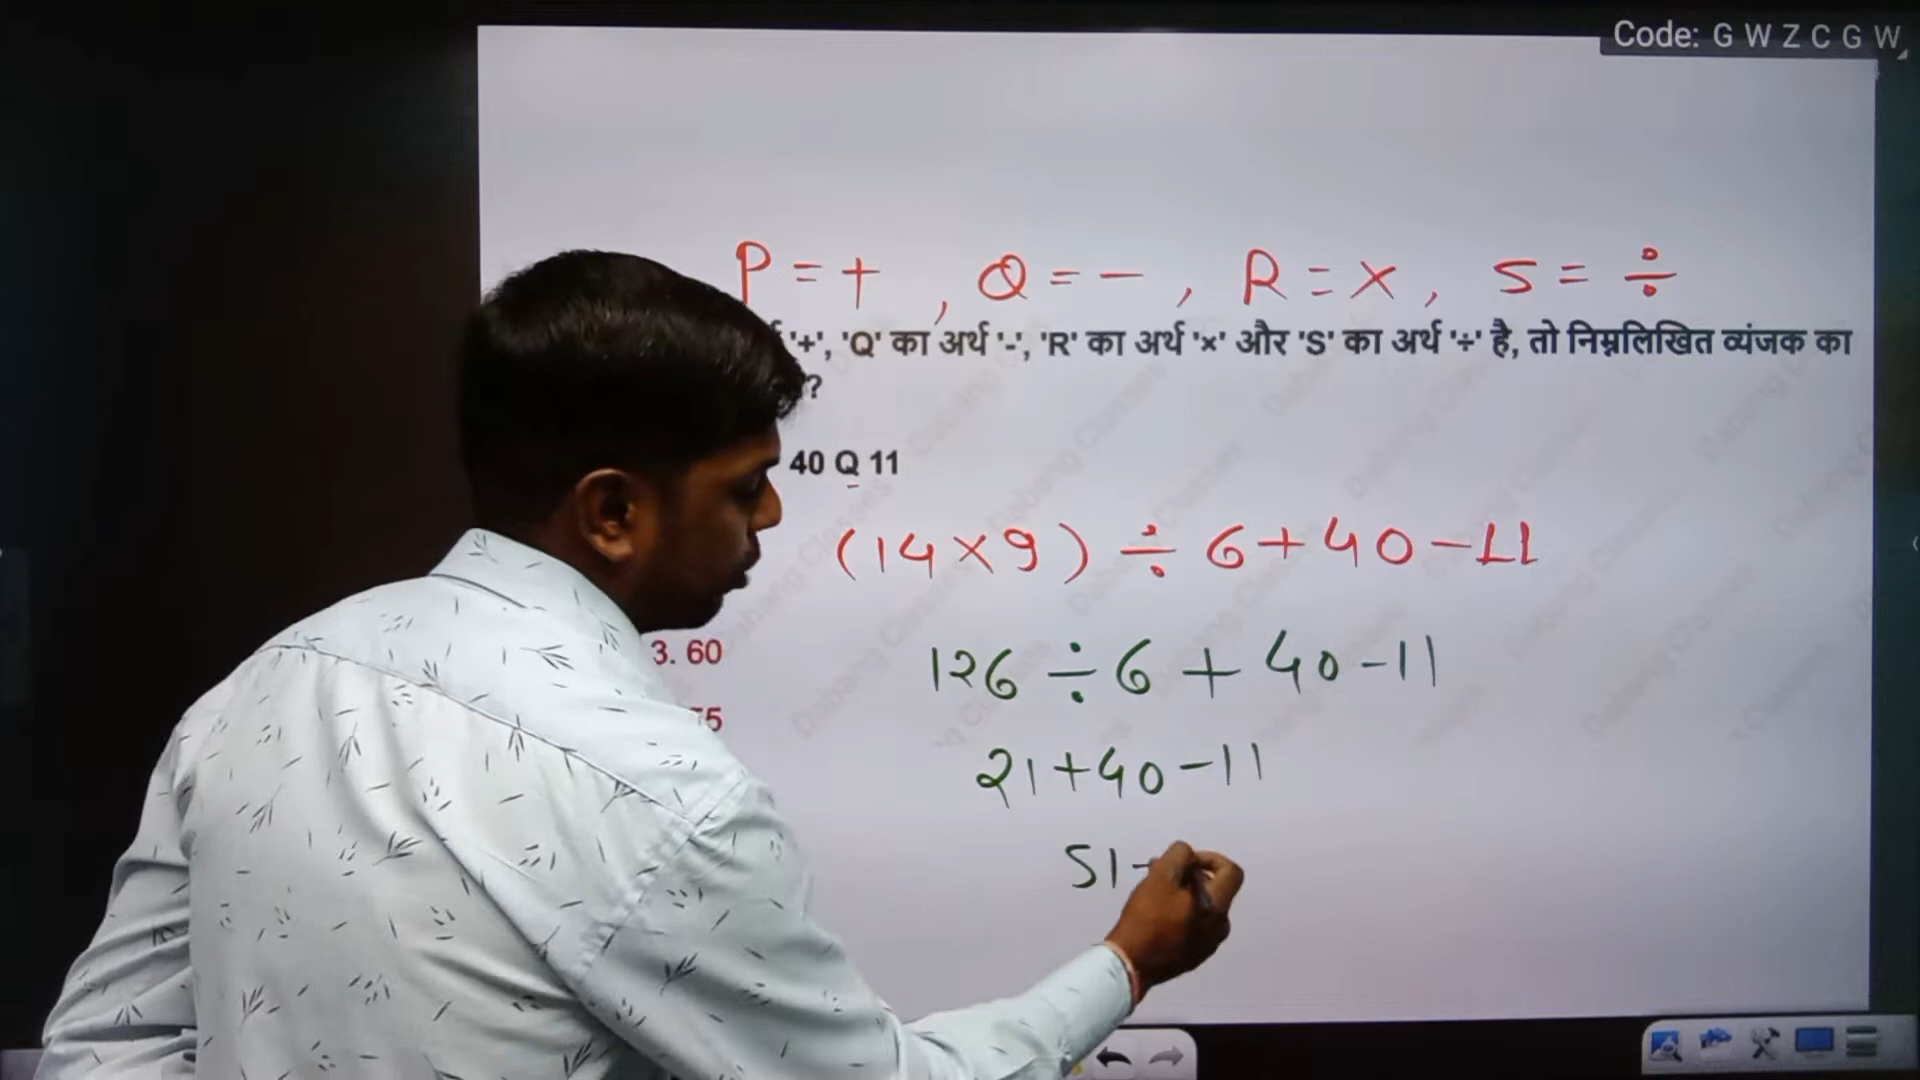 Code: G W Z C G W
P = + , Q = - , R = × , S = ÷
'+', 'Q' का अर्थ '-', 'R' का अर्थ '×' और 'S' का अर्थ '÷' है, तो निम्नलिखित व्यंजक का
?
40 Q 11
(14 × 9) ÷ 6 + 40 - 11
3. 60
126 ÷ 6 + 40 - 11
5
21 + 40 - 11
51 -